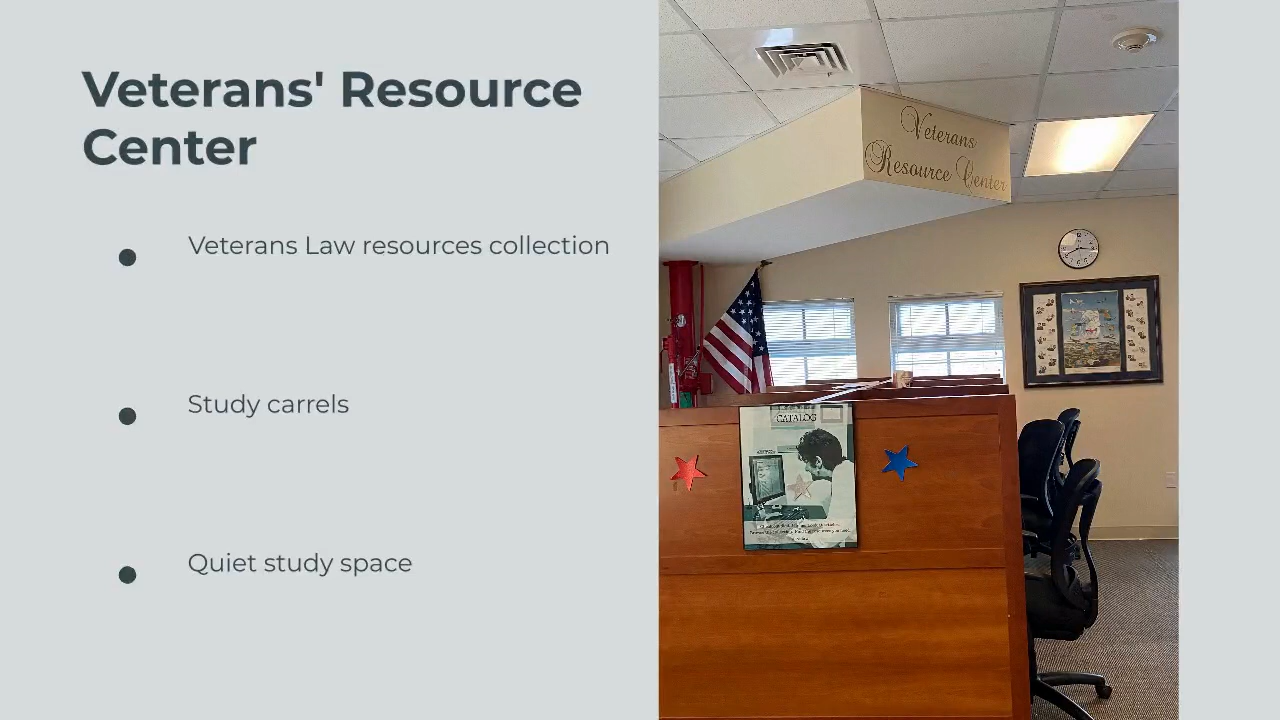 Veterans' Resource
Center
Veterans Law resources collection
Study carrels
Quiet study space
Veterans
Resource Center
CATALOG